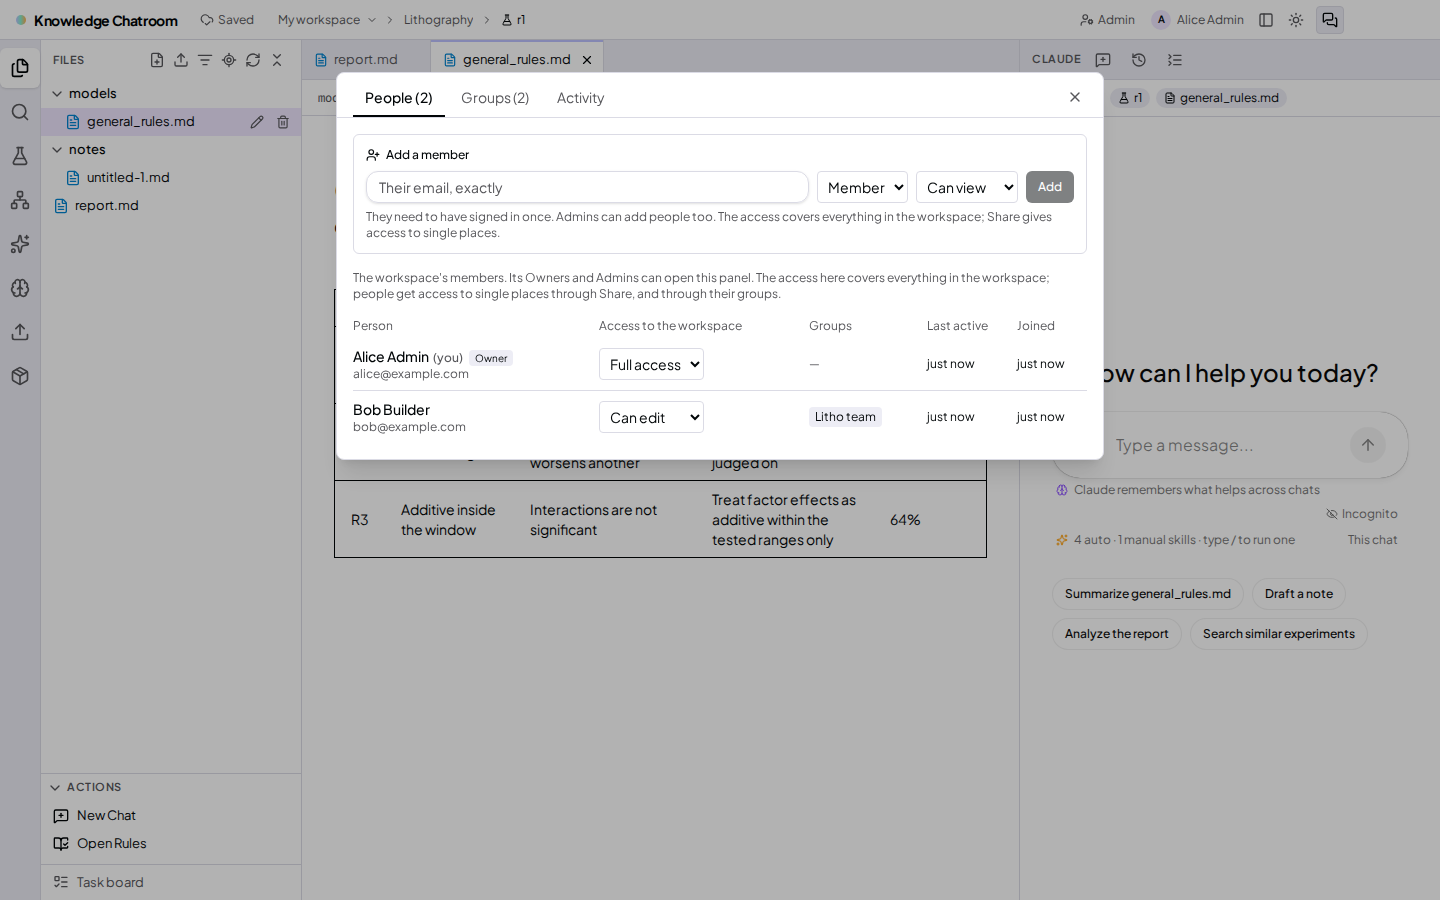 Knowledge Chatroom
Saved
My workspace
Lithography
r1
Admin
A
Alice Admin
FILES
report.md
general_rules.md
CLAUDE
models
general_rules.md
notes
untitled-1.md
report.md
r1
general_rules.md
People (2)
Groups (2)
Activity
Add a member
Their email, exactly
Member
Can view
Add
They need to have signed in once. Admins can add people too. The access covers everything in the workspace; Share gives
access to single places.
The workspace's members. Its Owners and Admins can open this panel. The access here covers everything in the workspace;
people get access to single places through Share, and through their groups.
Person
Access to the workspace
Groups
Last active
Joined
Alice Admin (you) Owner
alice@example.com
Full access
—
just now
just now
Bob Builder
bob@example.com
Can edit
Litho team
just now
just now
worsens another
judged on
R3
Additive inside
the window
Interactions are not
significant
Treat factor effects as
additive within the
tested ranges only
64%
ow can I help you today?
Type a message...
Claude remembers what helps across chats
Incognito
4 auto · 1 manual skills · type / to run one
This chat
Summarize general_rules.md
Draft a note
Analyze the report
Search similar experiments
ACTIONS
New Chat
Open Rules
Task board